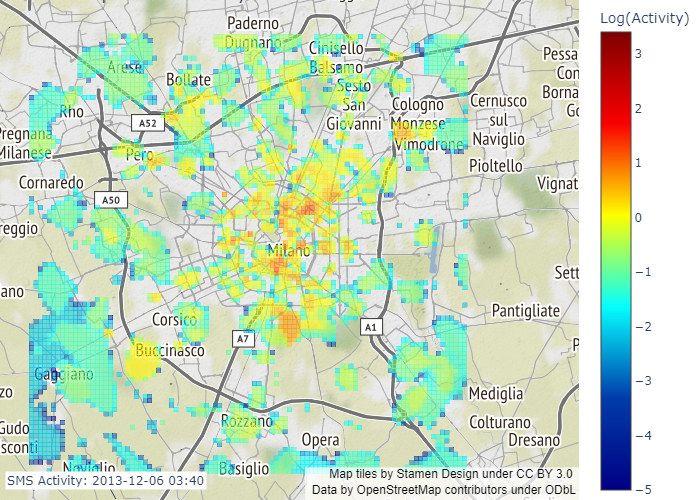 Log(Activity)
3
2
1
0
−1
−2
−3
−4
−5
Paderno
Dugnano
Cinisello
Balsamo
Sesto
San
Giovanni
Arese
Bollate
Rho
A52
Pregnana
Milanese
Pero
Cologno
Monzese
Vimodrone
Cernusco
sul
Naviglio
Pioltello
Pessa
Con
Borna
Go
Vignat
Cornaredo
A50
reggio
Milano
Sett
ano
Pantigliate
Corsico
A7
A1
Buccinasco
P
Gaggiano
zo
Mediglia
Rozzano
Colturano
Gudo
sconti
Opera
Dresano
Noviglio
Basiglio
SMS Activity: 2013-12-06 03:40
Map tiles by Stamen Design under CC BY 3.0
Data by OpenStreetMap contributors under ODbL